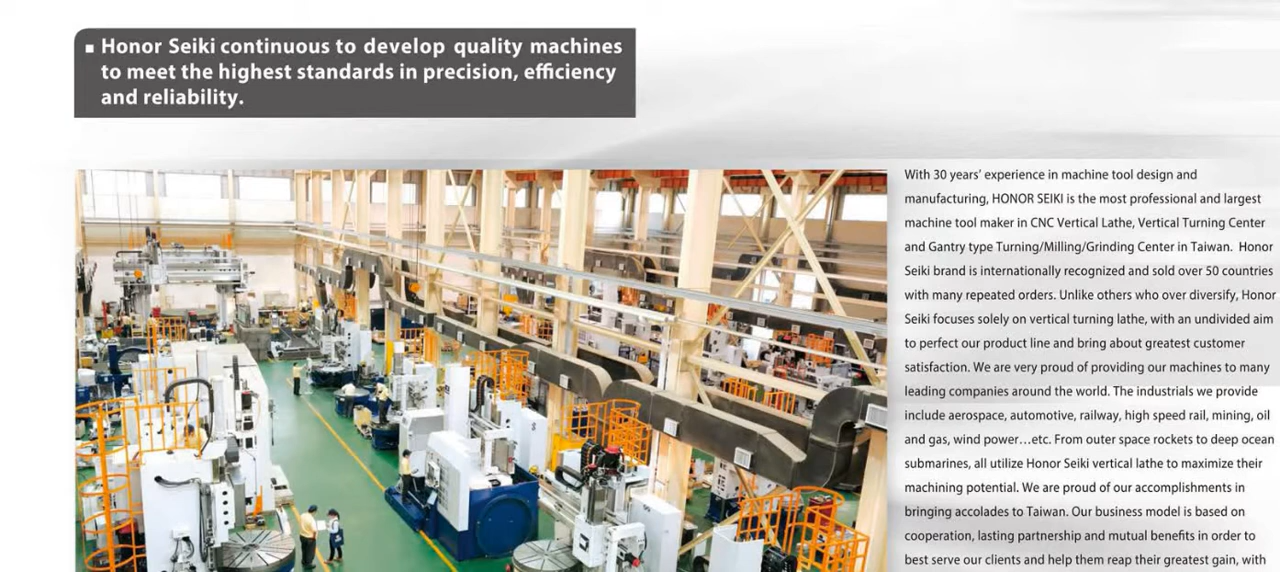 ▪ Honor Seiki continuous to develop quality machines
to meet the highest standards in precision, efficiency
and reliability.
With 30 years' experience in machine tool design and
manufacturing, HONOR SEIKI is the most professional and largest
machine tool maker in CNC Vertical Lathe, Vertical Turning Center
and Gantry type Turning/Milling/Grinding Center in Taiwan. Honor
Seiki brand is internationally recognized and sold over 50 countries
with many repeated orders. Unlike others who over diversify, Honor
Seiki focuses solely on vertical turning lathe, with an undivided aim
to perfect our product line and bring about greatest customer
satisfaction. We are very proud of providing our machines to many
leading companies around the world. The industrials we provide
include aerospace, automotive, railway, high speed rail, mining, oil
and gas, wind power…etc. From outer space rockets to deep ocean
submarines, all utilize Honor Seiki vertical lathe to maximize their
machining potential. We are proud of our accomplishments in
bringing accolades to Taiwan. Our business model is based on
cooperation, lasting partnership and mutual benefits in order to
best serve our clients and help them reap their greatest gain, with